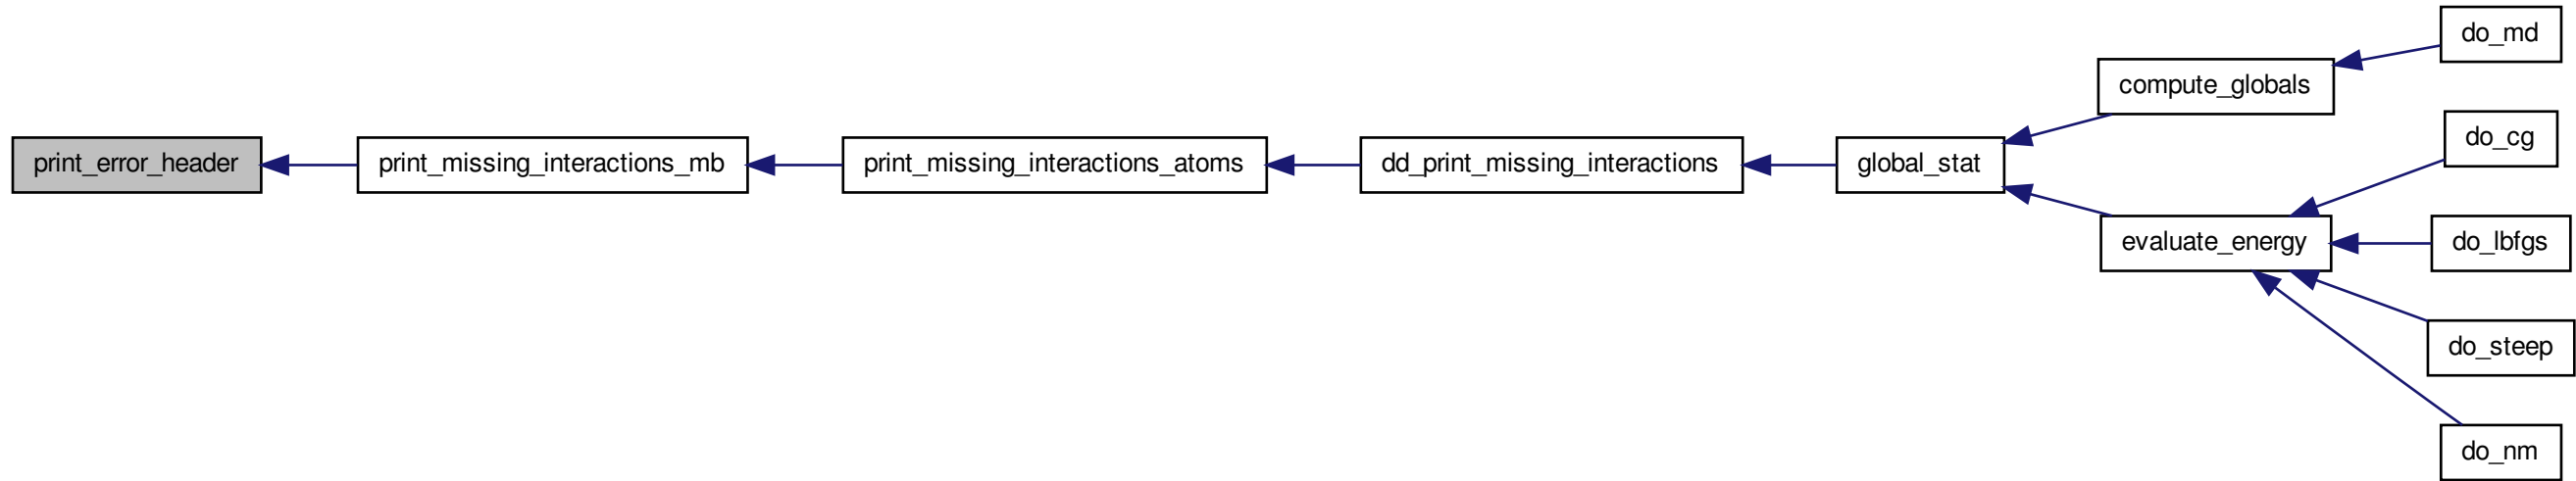 print_error_header
print_missing_interactions_mb
print_missing_interactions_atoms
dd_print_missing_interactions
global_stat
compute_globals
do_md
evaluate_energy
do_cg
do_lbfgs
do_steep
do_nm